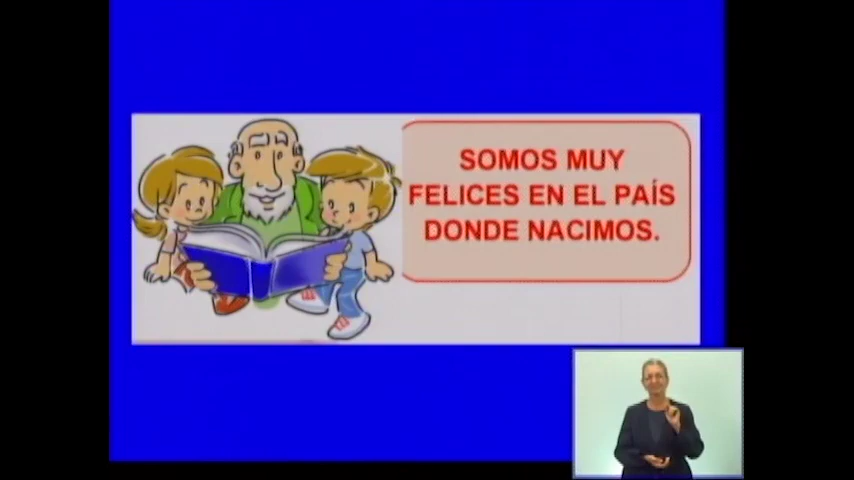 SOMOS MUY
FELICES EN EL PAÍS
DONDE NACIMOS.